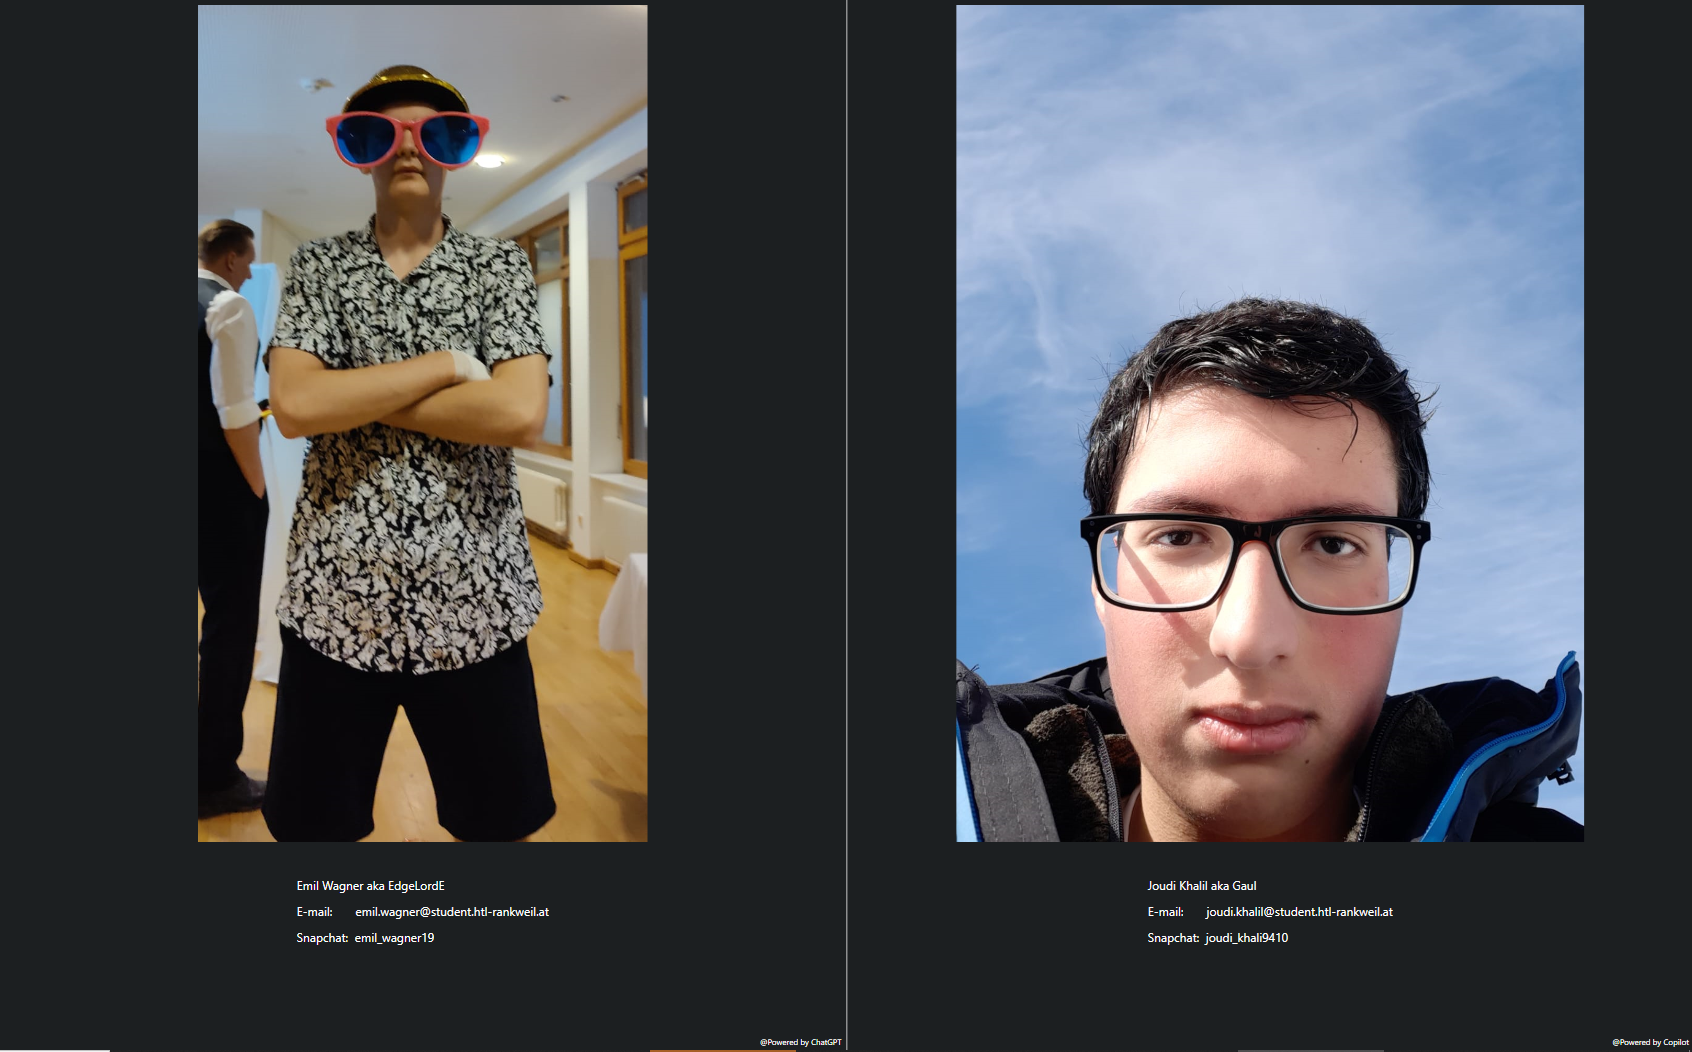 Emil Wagner aka EdgeLordE
E-mail: emil.wagner@student.htl-rankweil.at
Snapchat: emil_wagner19
@Powered by ChatGPT
Joudi Khalil aka Gaul
E-mail: joudi.khalil@student.htl-rankweil.at
Snapchat: joudi_khali9410
@Powered by Copilot